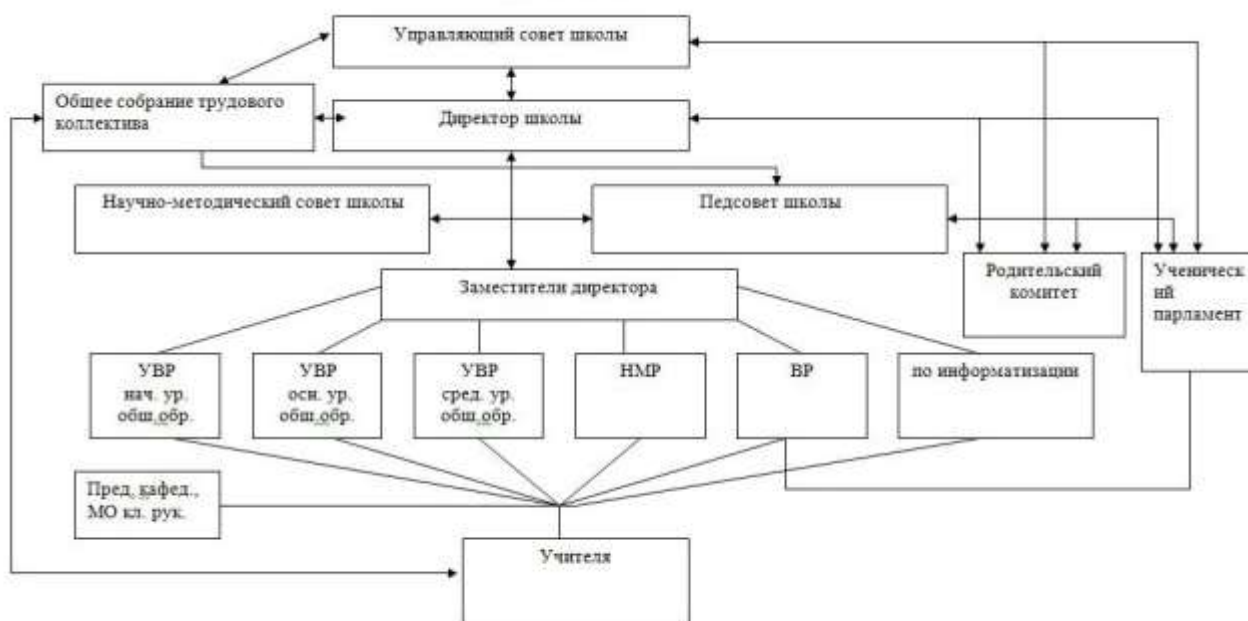 Управляющий совет школы
Общее собрание трудового
коллектива
Директор школы
Научно-методический совет школы
Педсовет школы
Заместители директора
Родительский
комитет
Ученическ
ий
парламент
УВР
нач. ур.
общ.обр.
УВР
осн. ур.
общ.обр.
УВР
сред. ур.
общ.обр.
НМР
ВР
по информатизации
Пред. кафед.,
МО кл. рук.
Учителя